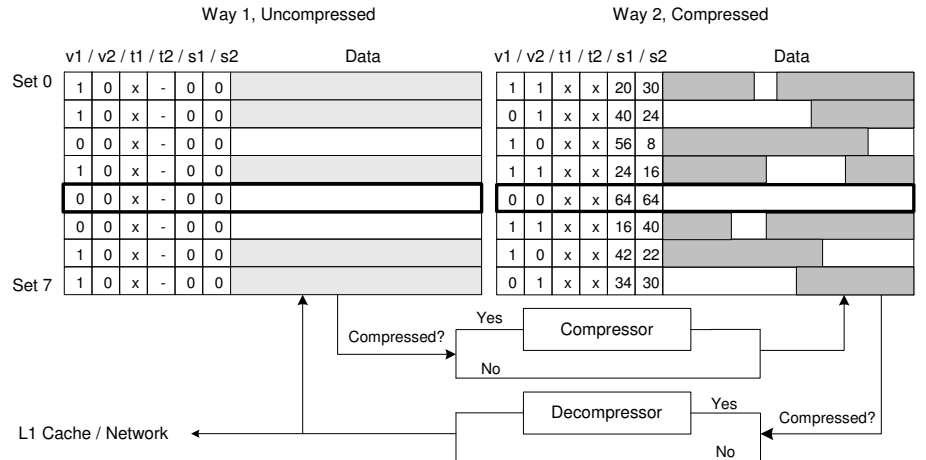 Way 1, Uncompressed Way 2, Compressed
v1 / v2 / t1 / t2 / s1 / s2 Data v1 / v2 / t1 / t2 / s1 / s2 Data
Set 0 1 0 x - 0 0 1 1 x x 20 30
1 0 x - 0 0 0 1 x x 40 24
0 0 x - 0 0 1 0 x x 56 8
1 0 x - 0 0 1 1 x x 24 16
0 0 x - 0 0 0 0 x x 64 64
0 0 x - 0 0 1 1 x x 16 40
1 0 x - 0 0 1 0 x x 42 22
Set 7 1 0 x - 0 0 0 1 x x 34 30
Compressed? Yes Compressor
No
L1 Cache / Network Decompressor Yes Compressed?
No